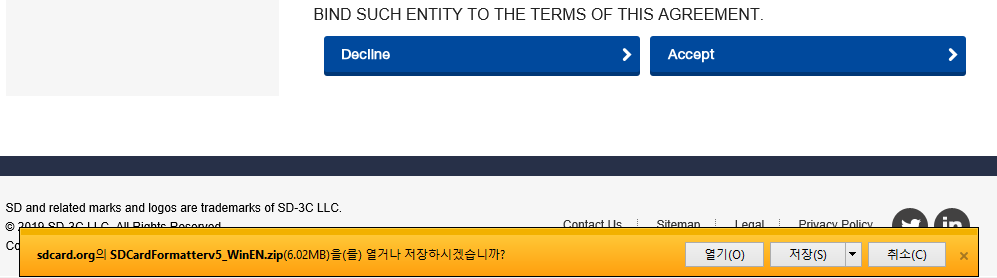 BIND SUCH ENTITY TO THE TERMS OF THIS AGREEMENT.
Decline
Accept
SD and related marks and logos are trademarks of SD-3C LLC.
© 2019 SD-3C LLC. All Rights Reserved.
Contact Us Sitemap Legal Privacy Policy
Co
sdcard.org의 SDCardFormatterv5_WinEN.zip(6.02MB)을(를) 열거나 저장하시겠습니까?
열기(O) 저장(S) 취소(C)